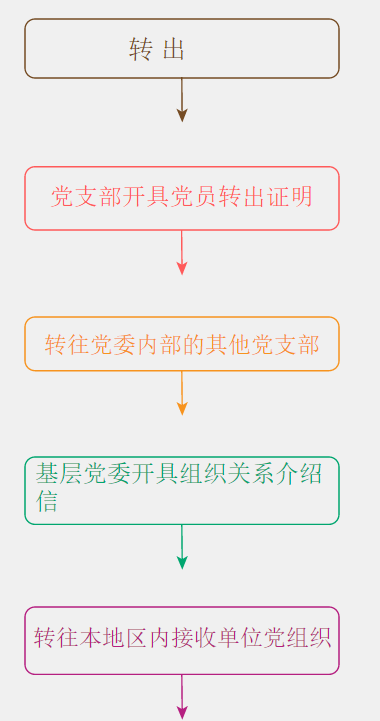 转 出
党支部开具党员转出证明
转往党委内部的其他党支部
基层党委开具组织关系介绍
信
转往本地区内接收单位党组织